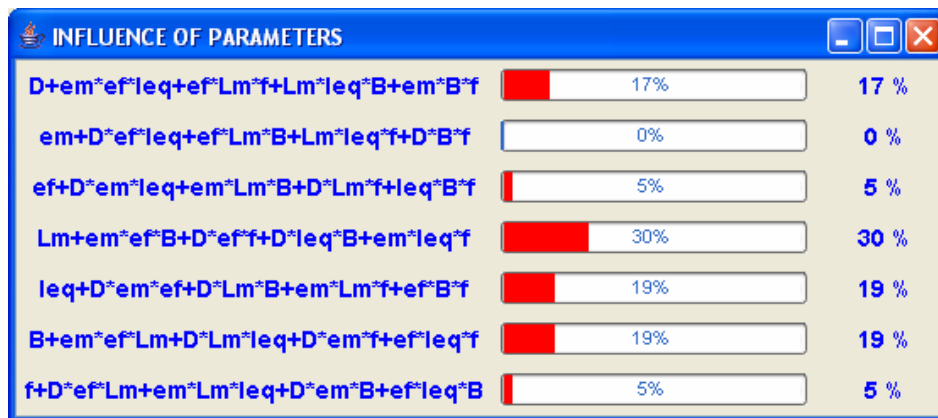 INFLUENCE OF PARAMETERS
D+em*ef*leq+ef*Lm*f+Lm*leq*B+em*B*f 17% 17 %
em+D*ef*leq+ef*Lm*B+Lm*leq*f+D*B*f 0% 0 %
ef+D*em*leq+em*Lm*B+D*Lm*f+leq*B*f 5% 5 %
Lm+em*ef*B+D*ef*f+D*leq*B+em*leq*f 30% 30 %
leq+D*em*ef+D*Lm*B+em*Lm*f+ef*B*f 19% 19 %
B+em*ef*Lm+D*Lm*leq+D*em*f+ef*leq*f 19% 19 %
f+D*ef*Lm+em*Lm*leq+D*em*B+ef*leq*B 5% 5 %